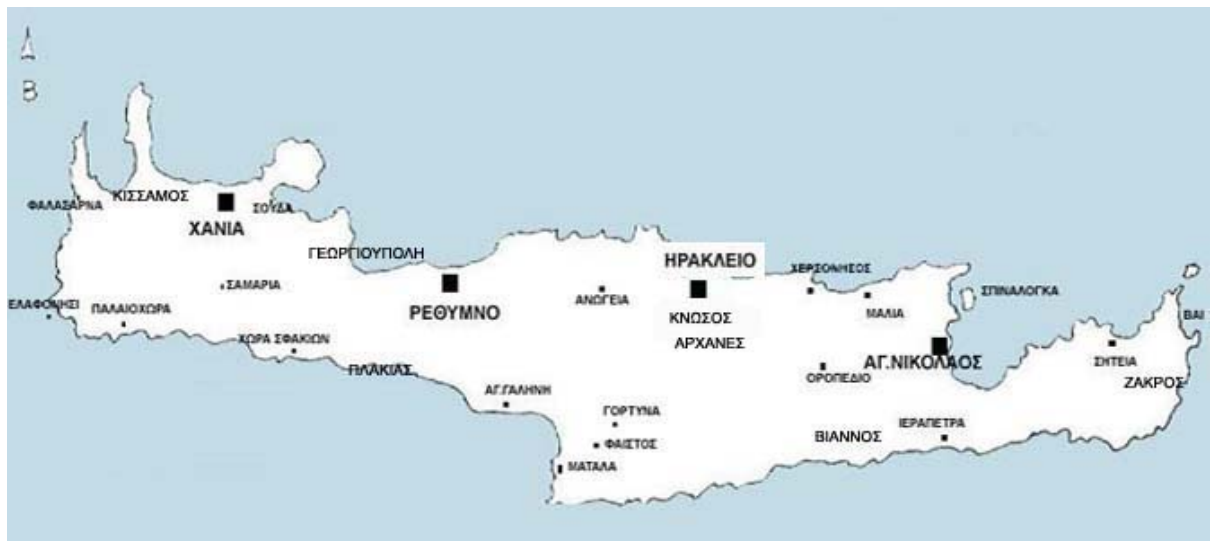 Β
ΚΙΣΣΑΜΟΣ
ΦΑΛΑΣΑΡΝΑ
ΣΟΥΔΑ
ΧΑΝΙΑ
ΓΕΩΡΓΙΟΥΠΟΛΗ
ΗΡΑΚΛΕΙΟ
ΧΕΡΣΟΝΗΣΟΣ
ΣΑΜΑΡΙΑ
ΑΝΩΓΕΙΑ
ΣΠΙΝΑΛΟΓΚΑ
ΕΛΑΦΟΝΗΣΙ
ΠΑΛΑΙΟΧΩΡΑ
ΡΕΘΥΜΝΟ
ΚΝΩΣΟΣ
ΜΑΛΙΑ
ΒΑΙ
ΧΩΡΑ ΣΦΑΚΙΩΝ
ΑΡΧΑΝΕΣ
ΑΓ.ΝΙΚΟΛΑΟΣ
ΣΗΤΕΙΑ
ΠΛΑΚΙΑΣ
ΟΡΟΠΕΔΙΟ
ΖΑΚΡΟΣ
ΑΓ.ΓΑΛΗΝΗ
ΓΟΡΤΥΝΑ
ΙΕΡΑΠΕΤΡΑ
ΒΙΑΝΝΟΣ
ΦΑΙΣΤΟΣ
ΜΑΤΑΛΑ